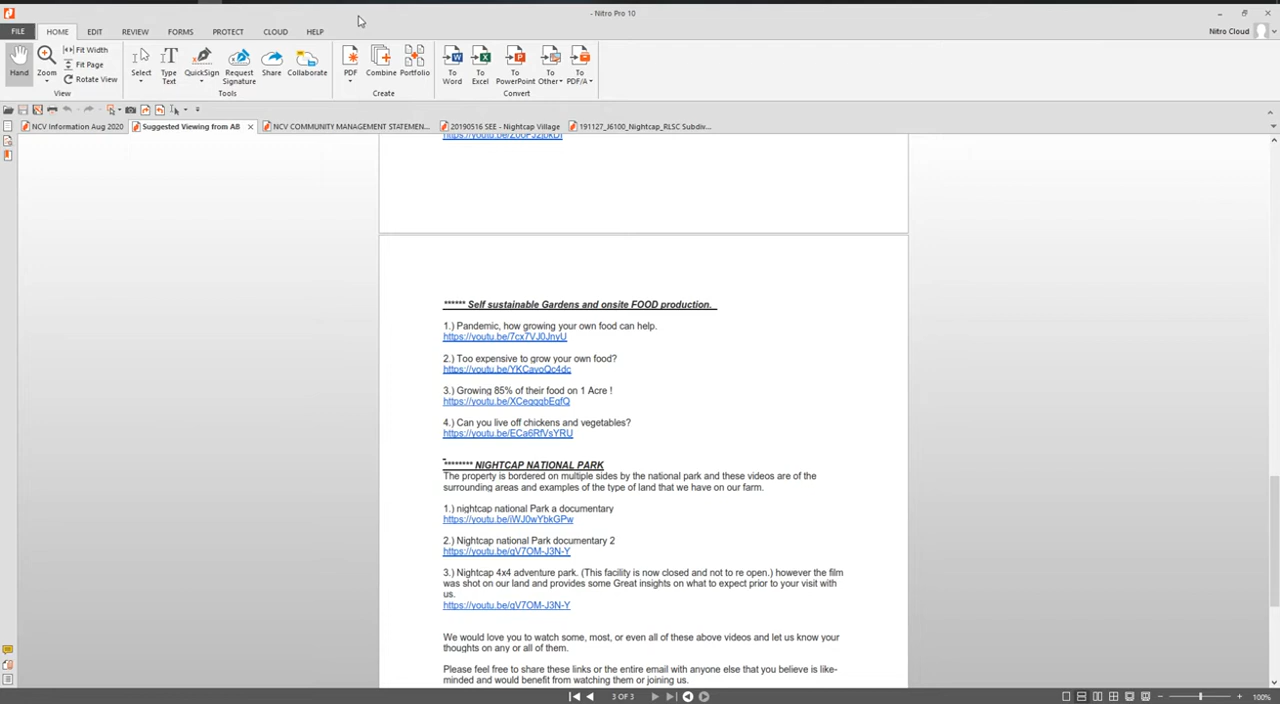 - Nitro Pro 10
FILE HOME EDIT REVIEW FORMS PROTECT CLOUD HELP
Nitro Cloud
Hand
Zoom
Fit Width
Fit Page
Rotate View
View
Select
Type Text
QuickSign
Request Signature
Share
Collaborate
Tools
PDF
Combine
Portfolio
Create
To Word
To Excel
To PowerPoint
To Other
To PDF/A
Convert
NCV Information Aug 2020
Suggested Viewing from AB
NCV COMMUNITY MANAGEMENT STATEMEN...
20190516 SEE - Nightcap Village
191127_J6100_Nightcap_RLSC Subdiv...
****** Self sustainable Gardens and onsite FOOD production.
1.) Pandemic, how growing your own food can help.
https://youtu.be/7cx7VJ0JnyU
2.) Too expensive to grow your own food?
https://youtu.be/YKCavoQc4dc
3.) Growing 85% of their food on 1 Acre !
https://youtu.be/XCeqgqbEqfQ
4.) Can you live off chickens and vegetables?
https://youtu.be/ECa6RfVsYRU
******** NIGHTCAP NATIONAL PARK
The property is bordered on multiple sides by the national park and these videos are of the
surrounding areas and examples of the type of land that we have on our farm.
1.) nightcap national Park a documentary
https://youtu.be/iWJ0wYbkGPw
2.) Nightcap national Park documentary 2
https://youtu.be/gV7OM-J3N-Y
3.) Nightcap 4x4 adventure park. (This facility is now closed and not to re open.) however the film
was shot on our land and provides some Great insights on what to expect prior to your visit with
us.
https://youtu.be/gV7OM-J3N-Y
We would love you to watch some, most, or even all of these above videos and let us know your
thoughts on any or all of them.
Please feel free to share these links or the entire email with anyone else that you believe is like-
minded and would benefit from watching them or joining us.
3 OF 3
100%